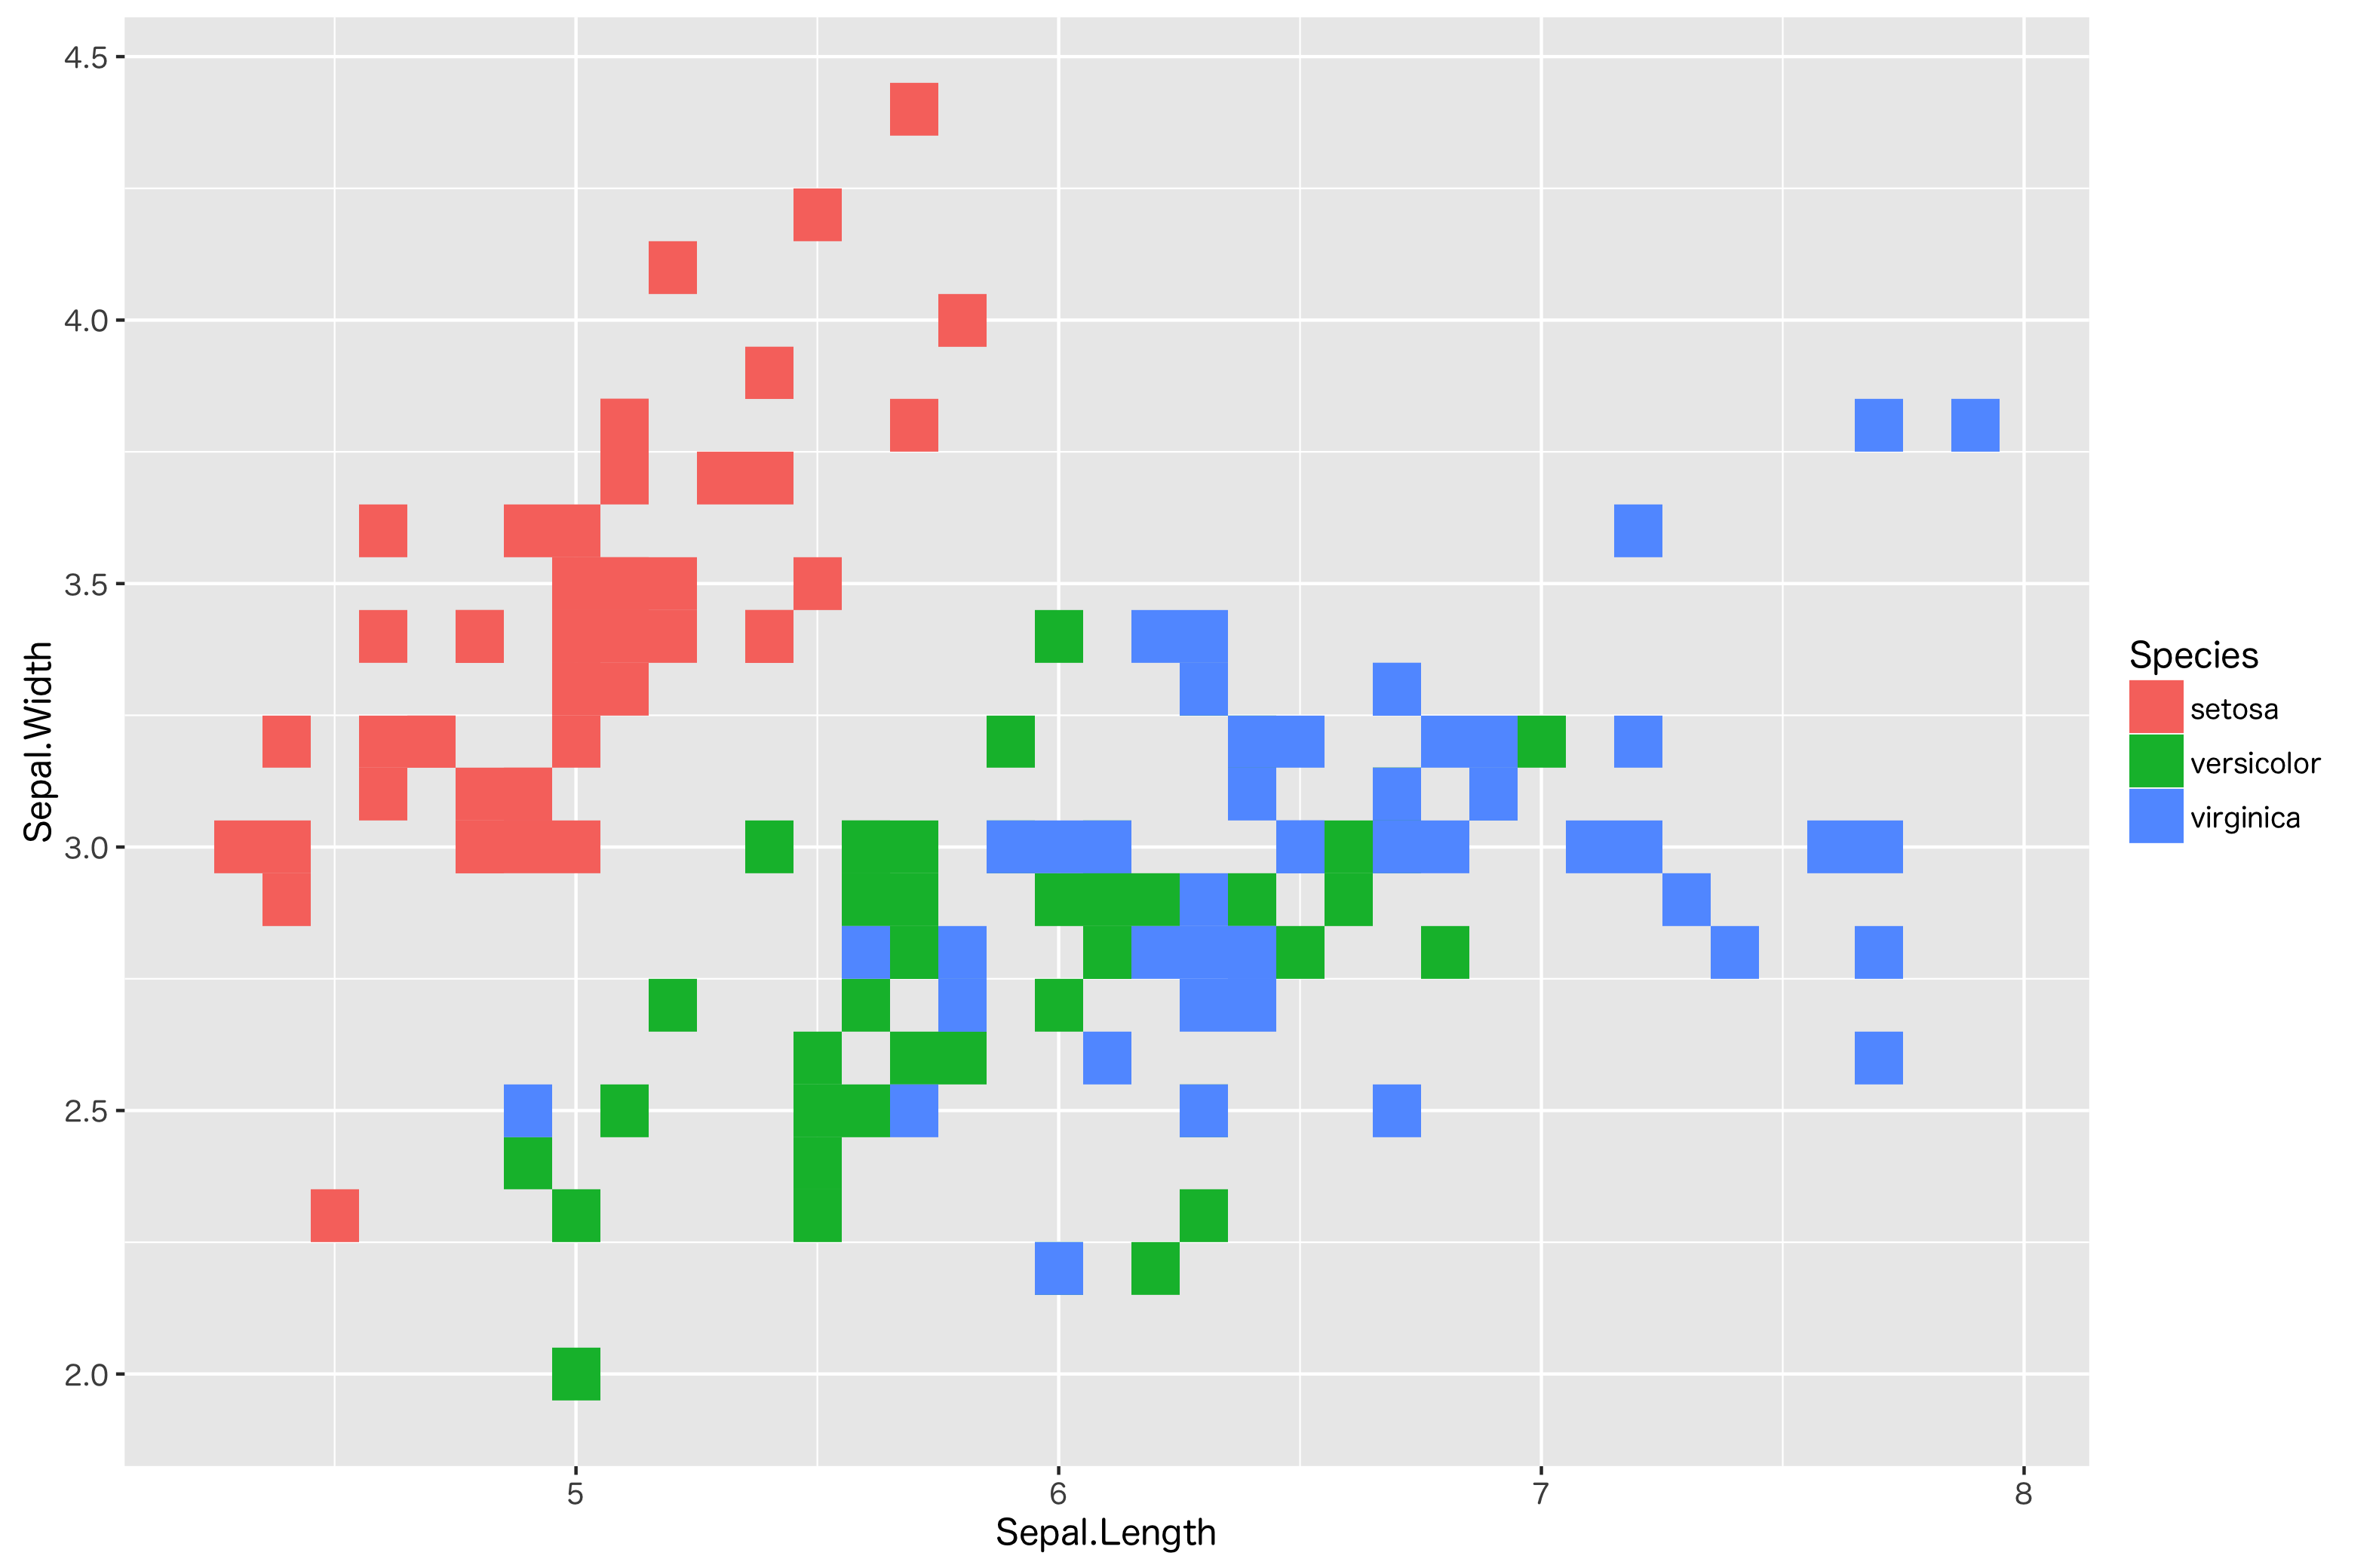 4.5
4.0
3.5
3.0
2.5
2.0
Sepal.Width
5 6 7 8
Sepal.Length
Species
setosa
versicolor
virginica